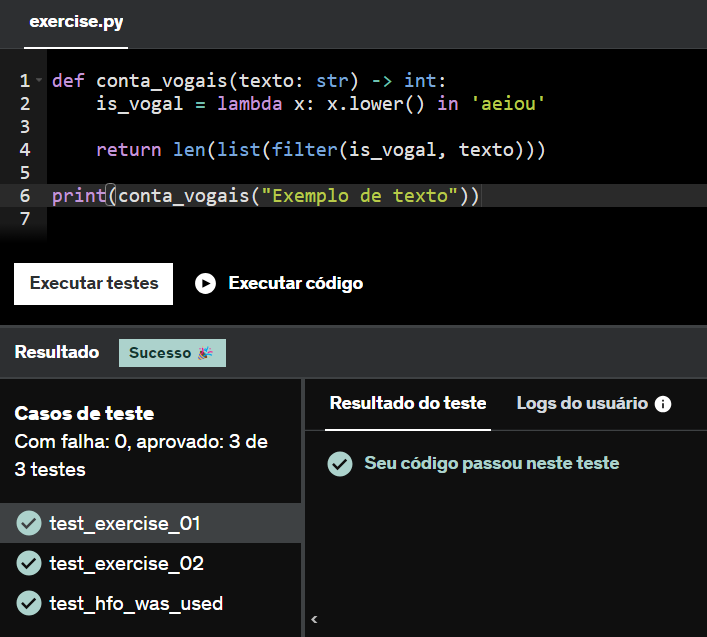 exercise.py
1 def conta_vogais(texto: str) -> int:
2     is_vogal = lambda x: x.lower() in 'aeiou'
3
4     return len(list(filter(is_vogal, texto)))
5
6 print(conta_vogais("Exemplo de texto"))
7
Executar testes Executar código
Resultado Sucesso 🎉
Casos de teste
Com falha: 0, aprovado: 3 de
3 testes
test_exercise_01
test_exercise_02
test_hfo_was_used
Resultado do teste Logs do usuário
Seu código passou neste teste